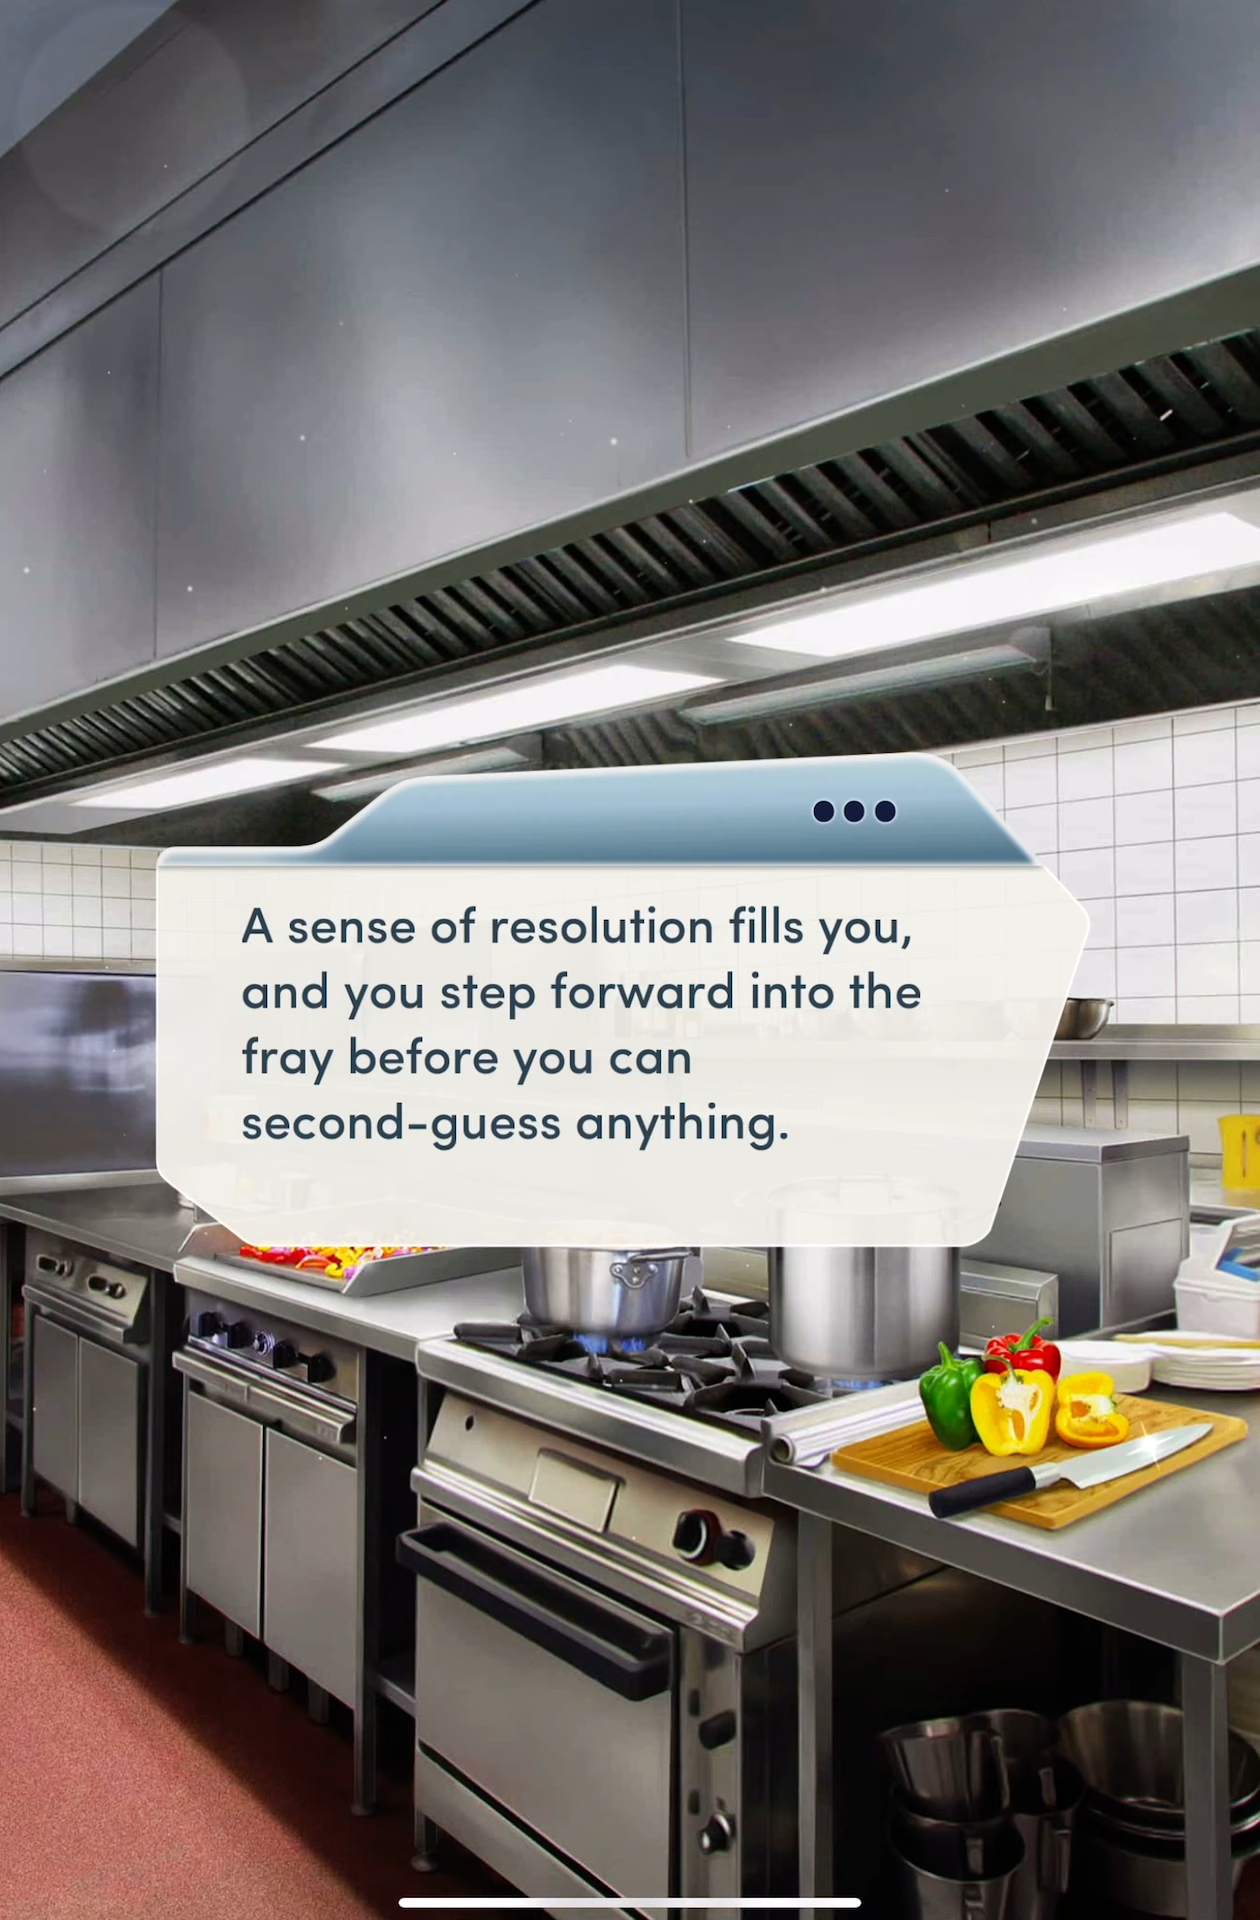 A sense of resolution fills you,
and you step forward into the
fray before you can
second-guess anything.